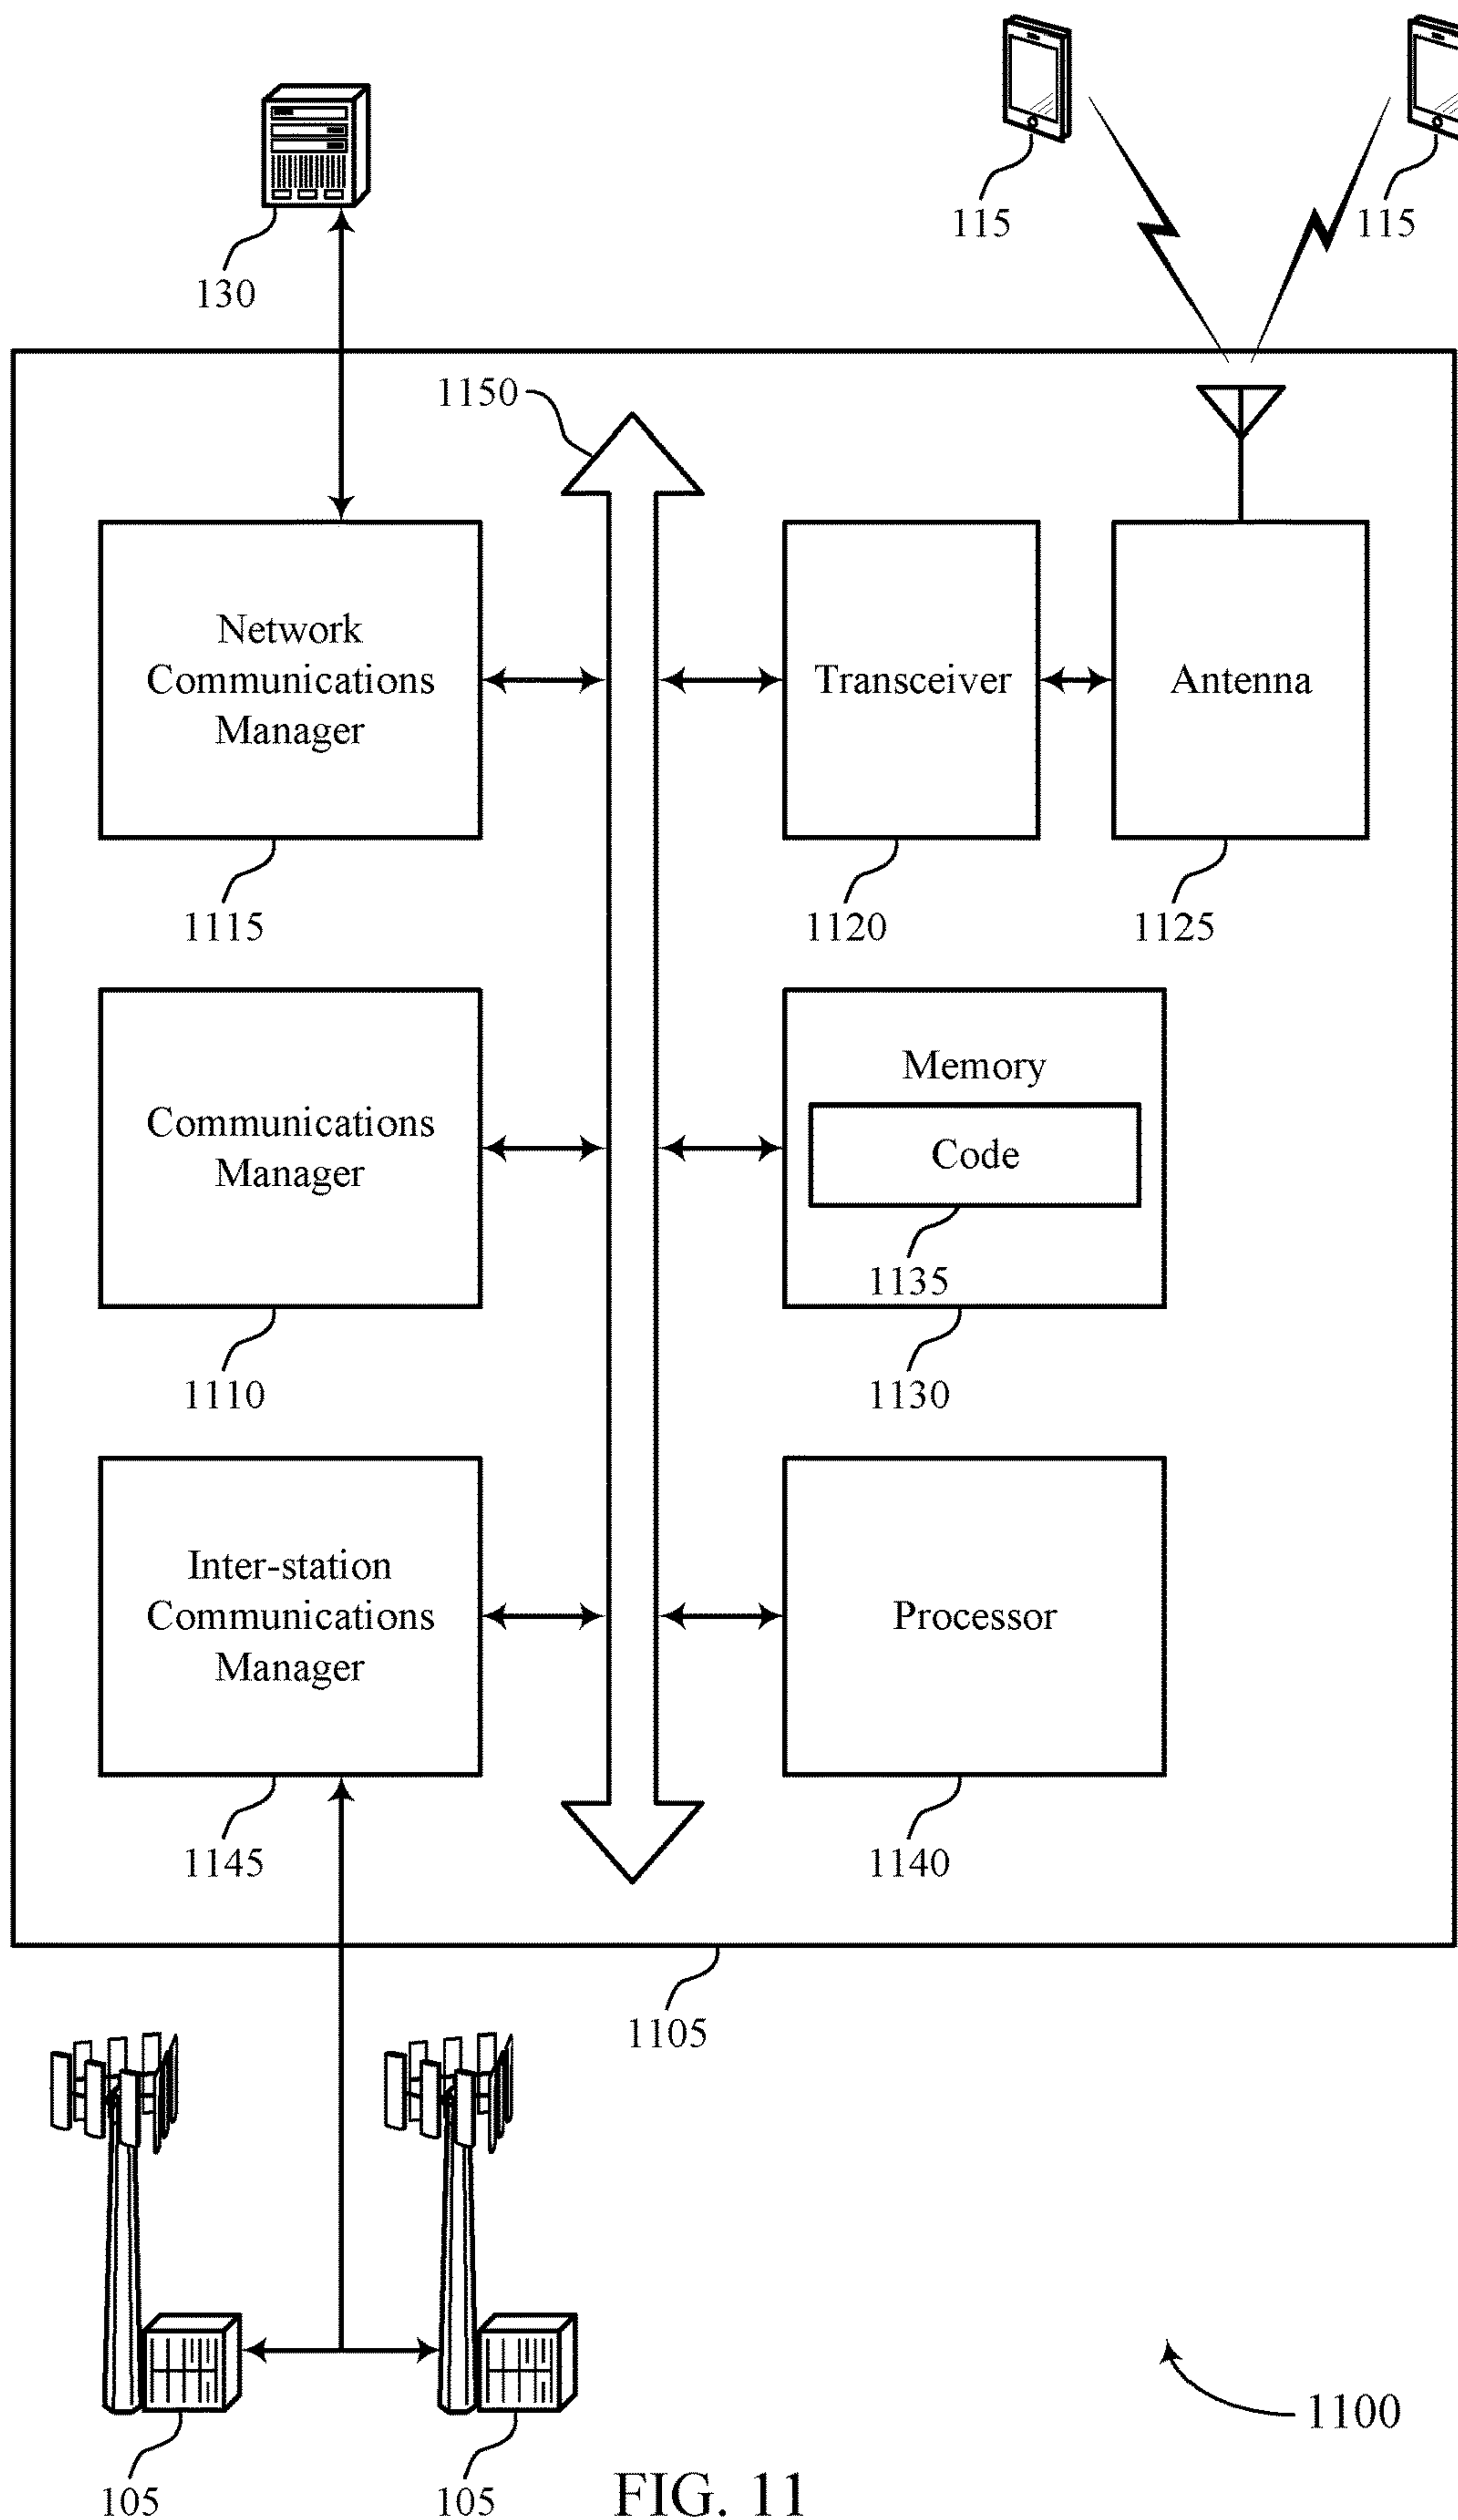 130
115
115
1150
Network
Communications
Manager
Transceiver
Antenna
1115
1120
1125
Communications
Manager
Memory
Code
1135
1110
1130
Inter-station
Communications
Manager
Processor
1145
1140
1105
1100
105
105
FIG. 11